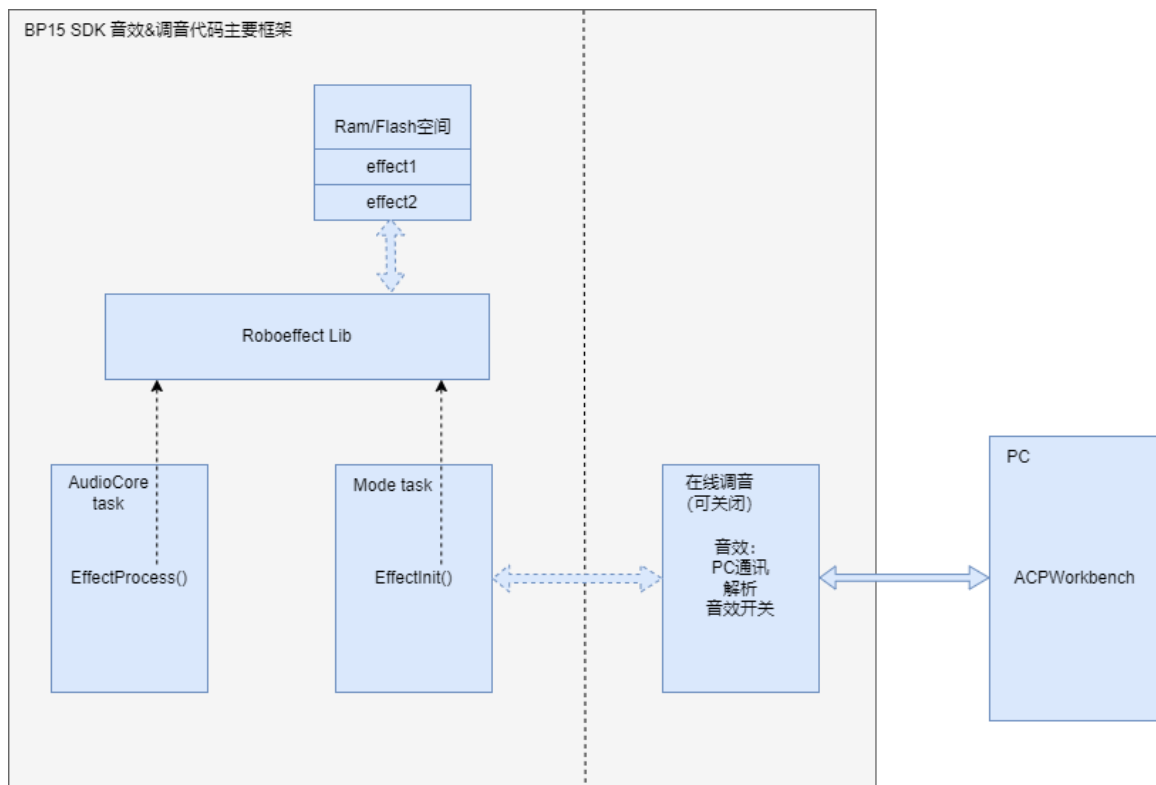 BP15 SDK 音效&调音代码主要框架
Ram/Flash空间
effect1
effect2
Roboeffect Lib
AudioCore
task
EffectProcess()
Mode task
EffectInit()
在线调音
(可关闭)
音效：
PC通讯
解析
音效开关
PC
ACPWorkbench